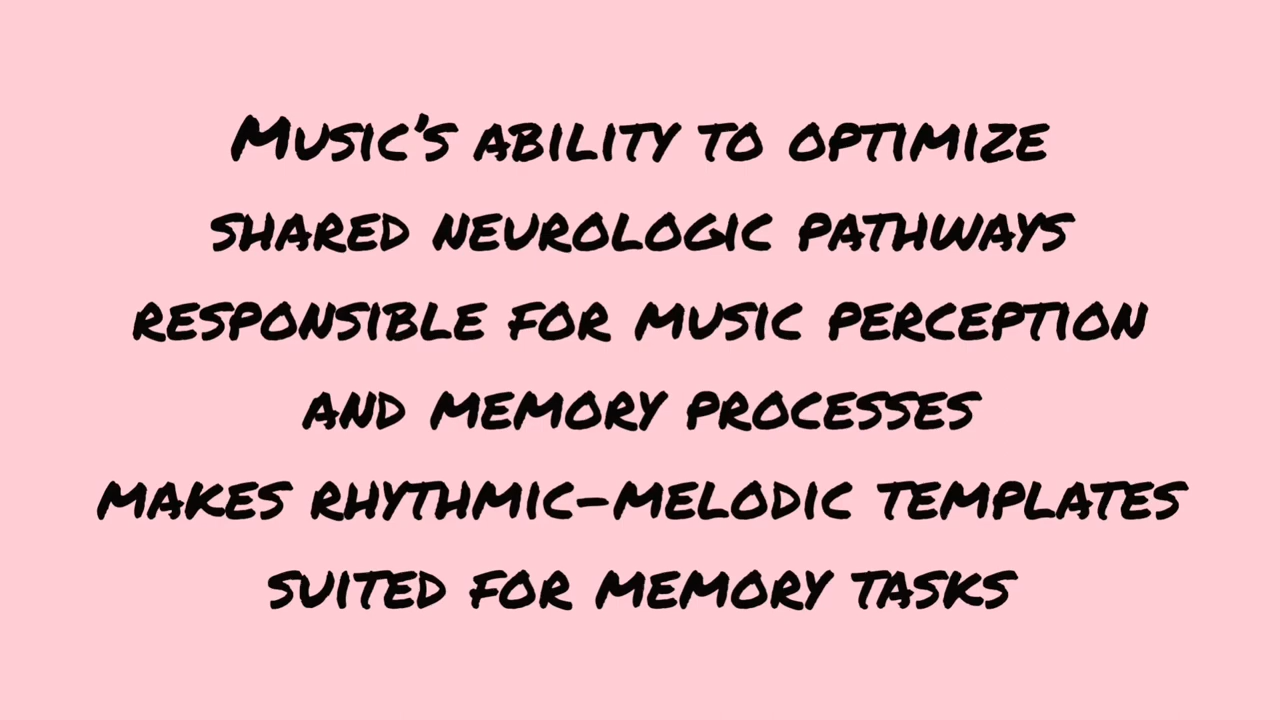 Music's ability to optimize
shared neurologic pathways
responsible for music perception
and memory processes
makes rhythmic-melodic templates
suited for memory tasks